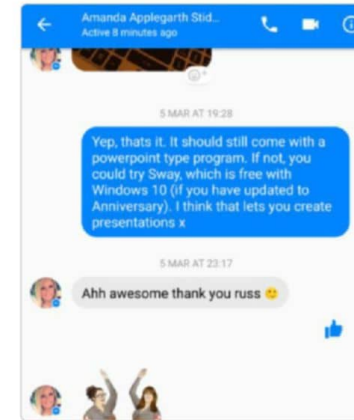 Amanda Applegarth Stid...
Active 8 minutes ago
5 MAR AT 19:28
Yep, thats it. It should still come with a
powerpoint type program. If not, you
could try Sway, which is free with
Windows 10 (if you have updated to
Anniversary). I think that lets you create
presentations x
5 MAR AT 23:17
Ahh awesome thank you russ 🙂